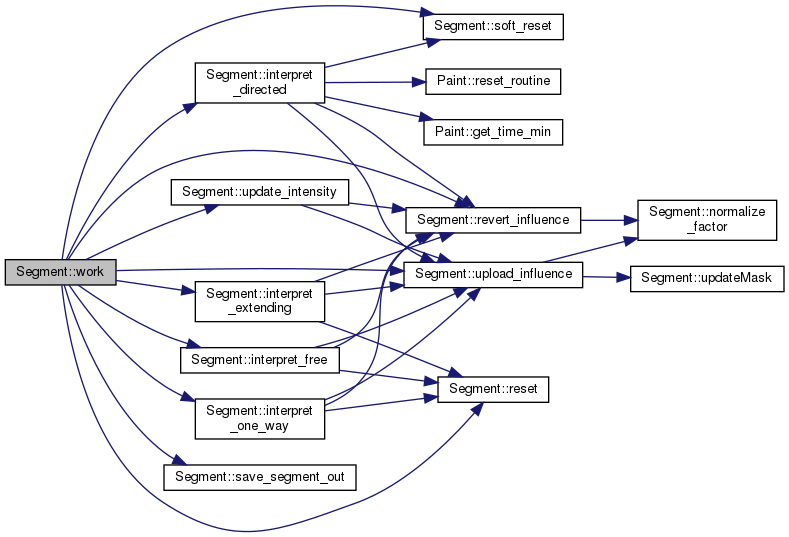 Segment::soft_reset
Segment::interpret
_directed
Paint::reset_routine
Paint::get_time_min
Segment::update_intensity
Segment::revert_influence
Segment::normalize
_factor
Segment::work
Segment::upload_influence
Segment::updateMask
Segment::interpret
_extending
Segment::interpret_free
Segment::reset
Segment::interpret
_one_way
Segment::save_segment_out